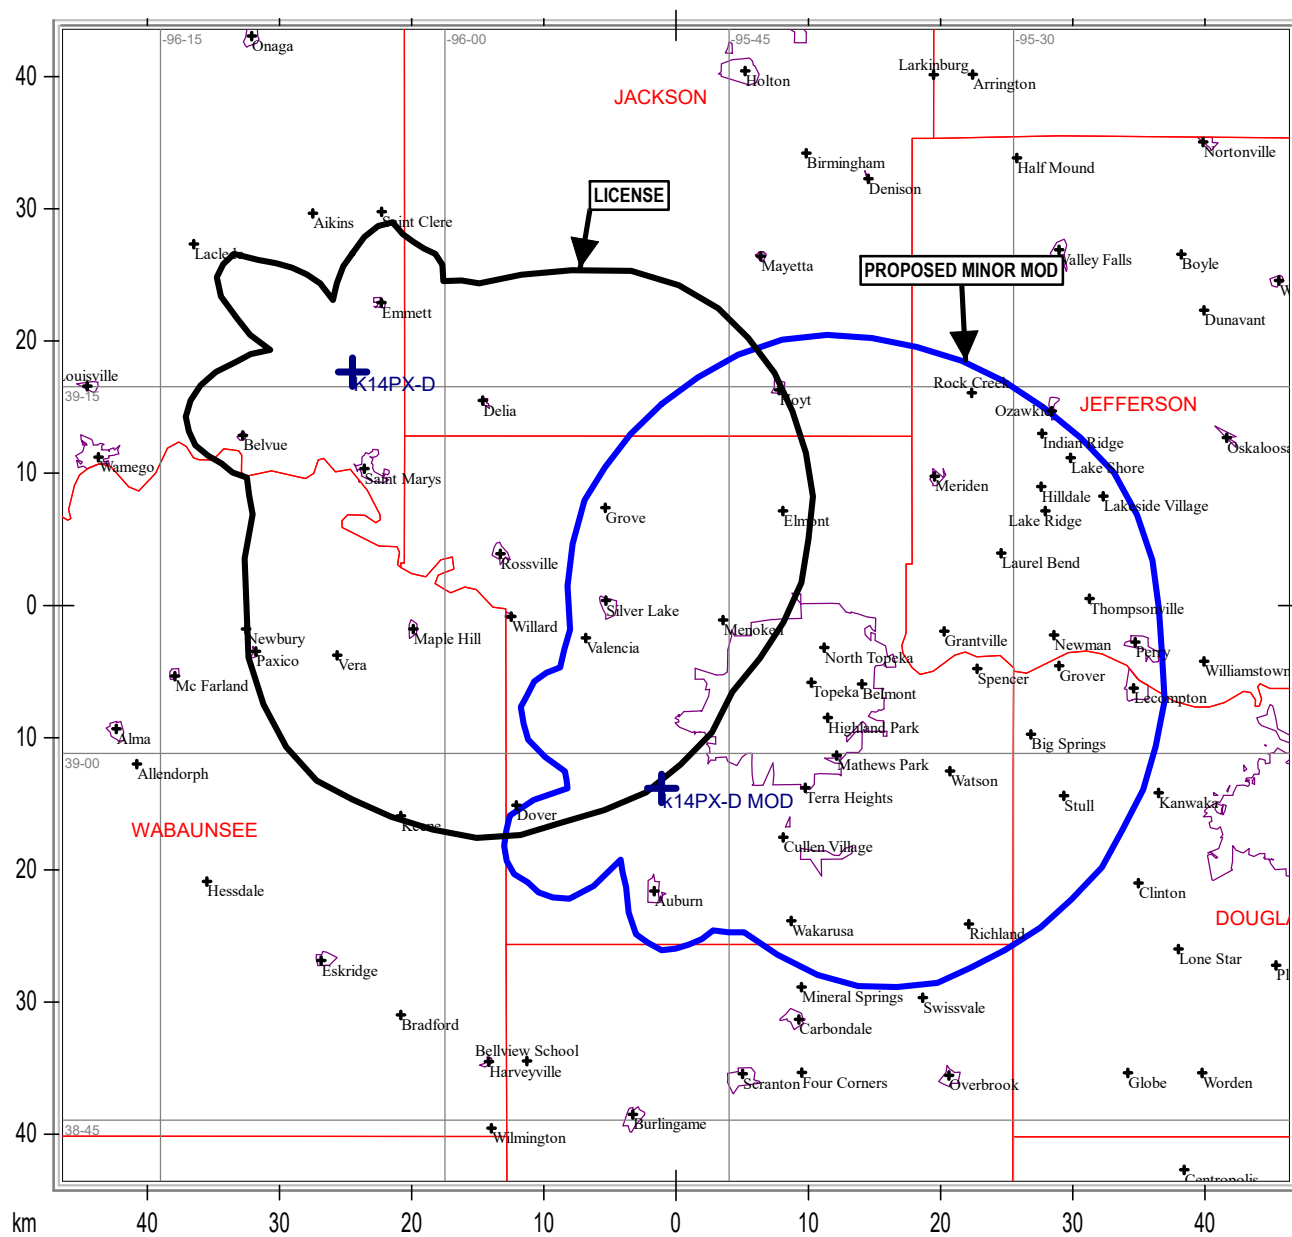 -96-15
-96-00
-95-45
-95-30
Onaga
40
Holton
Larkinburg
Arrington
JACKSON
Nortonville
Birmingham
Half Mound
Denison
30
LICENSE
Aikins
Saint Clere
Laclede
Mayetta
Valley Falls
Boyle
PROPOSED MINOR MOD
W
Emmett
Dunavant
20
K14PX-D
Louisville
39-15
Rock Creek
Hoyt
Delia
Ozawkie
JEFFERSON
Belvue
Indian Ridge
Oskaloosa
Wamego
Lake Shore
10
Saint Marys
Meriden
Hilldale
Lakeside Village
Grove
Elmont
Lake Ridge
Rossville
Laurel Bend
0
Silver Lake
Thompsonville
Willard
Menoken
Newbury
Maple Hill
Valencia
Grantville
Newman
Perry
Paxico
Vera
North Topeka
Mc Farland
Spencer
Grover
Williamstown
Topeka
Belmont
Lecompton
Highland Park
Alma
Big Springs
10
39-00
Allendorph
Mathews Park
Watson
k14PX-D MOD
Terra Heights
Stull
Kanwaka
Dover
Keene
WABAUNSEE
Cullen Village
20
Hessdale
Auburn
Clinton
Wakarusa
Richland
DOUGLA
Lone Star
Eskridge
Pl
30
Mineral Springs
Swissvale
Bradford
Carbondale
Bellview School
Harveyville
Scranton
Four Corners
Overbrook
Globe
Worden
Burlingame
38-45
Wilmington
40
Centropolis
km
40
30
20
10
0
10
20
30
40